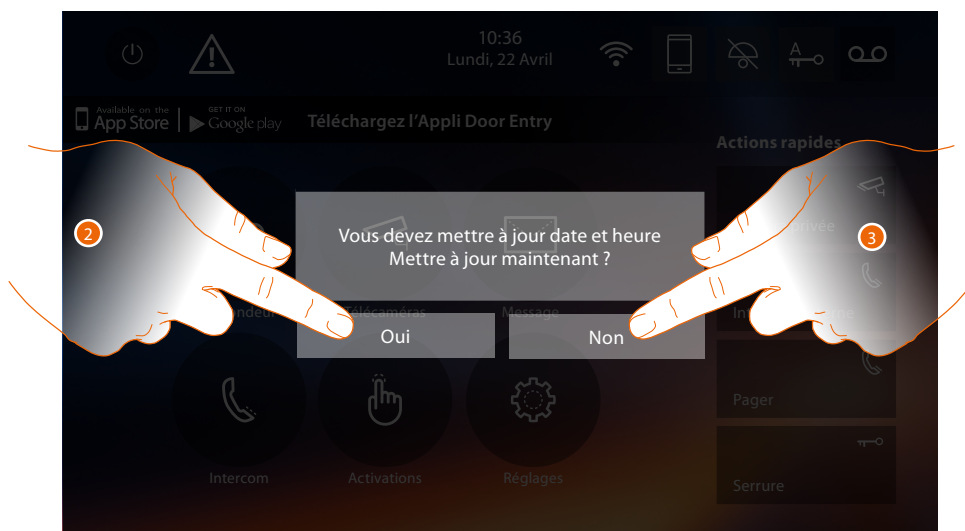 10:36
Lundi, 22 Avril
A
Available on the
App Store
GET IT ON
Google play
Téléchargez l'Appli Door Entry
Actions rapides
2
3
Vous devez mettre à jour date et heure
Mettre à jour maintenant ?
Télécaméras
Message
Oui
Non
Pager
Intercom
Activations
Réglages
Serrure